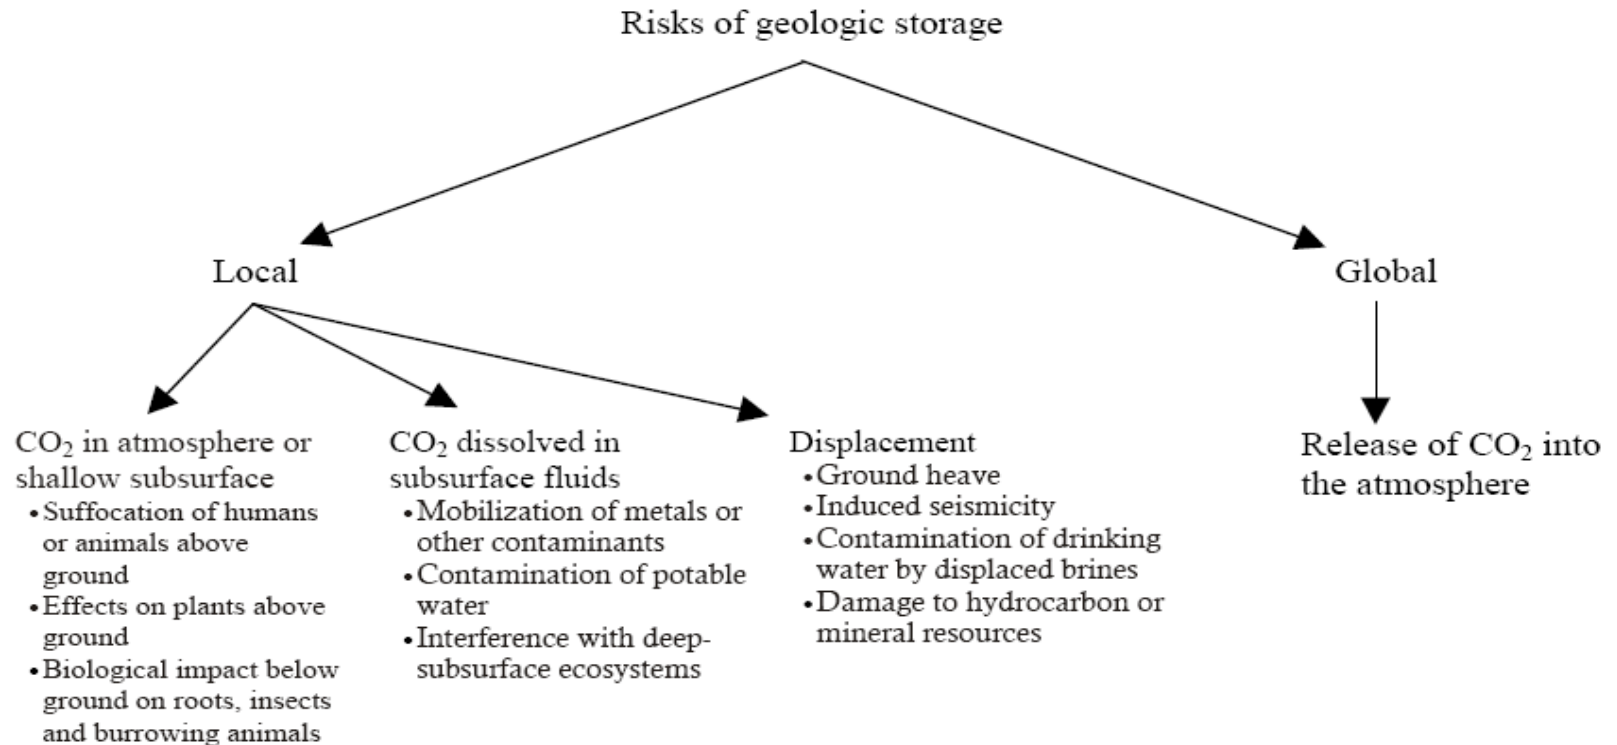 Risks of geologic storage
Local
Global
CO₂ in atmosphere or
shallow subsurface
•Suffocation of humans
or animals above
ground
•Effects on plants above
ground
•Biological impact below
ground on roots, insects
and burrowing animals
CO₂ dissolved in
subsurface fluids
•Mobilization of metals or
other contaminants
•Contamination of potable
water
•Interference with deep-
subsurface ecosystems
Displacement
•Ground heave
•Induced seismicity
•Contamination of drinking
water by displaced brines
•Damage to hydrocarbon or
mineral resources
Release of CO₂ into
the atmosphere